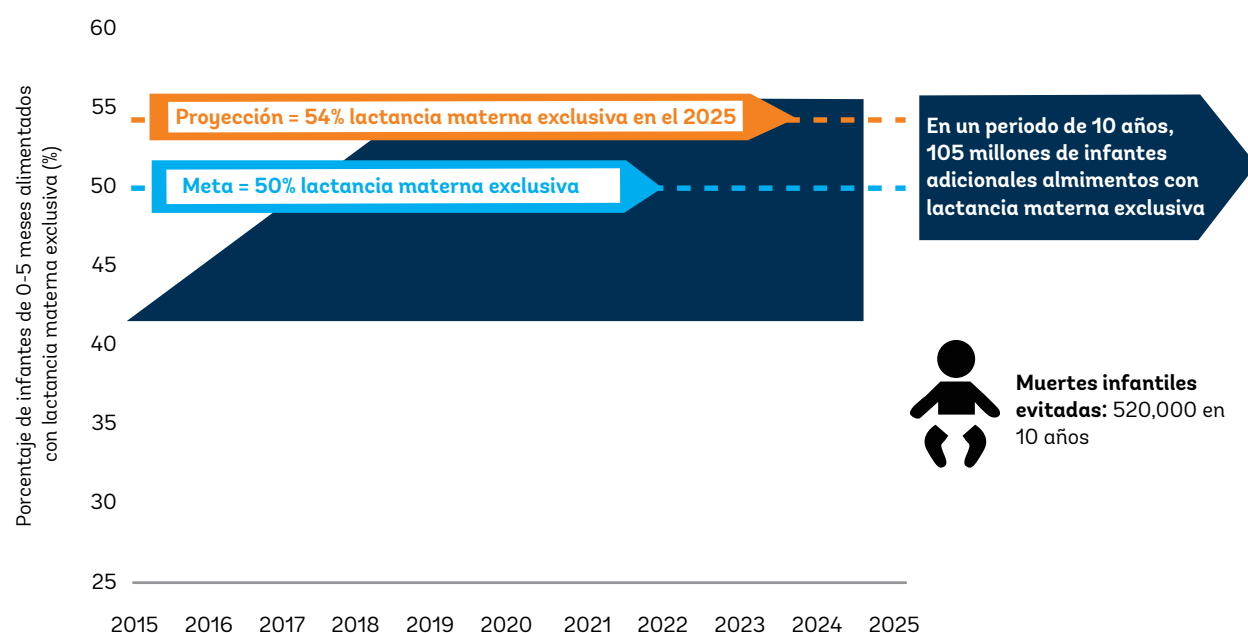 Porcentaje de infantes de 0-5 meses alimentados
con lactancia materna exclusiva (%)
60
55
50
45
40
35
30
25
Proyección = 54% lactancia materna exclusiva en el 2025
Meta = 50% lactancia materna exclusiva
En un periodo de 10 años,
105 millones de infantes
adicionales almimentos con
lactancia materna exclusiva
Muertes infantiles
evitadas: 520,000 en
10 años
2015 2016 2017 2018 2019 2020 2021 2022 2023 2024 2025